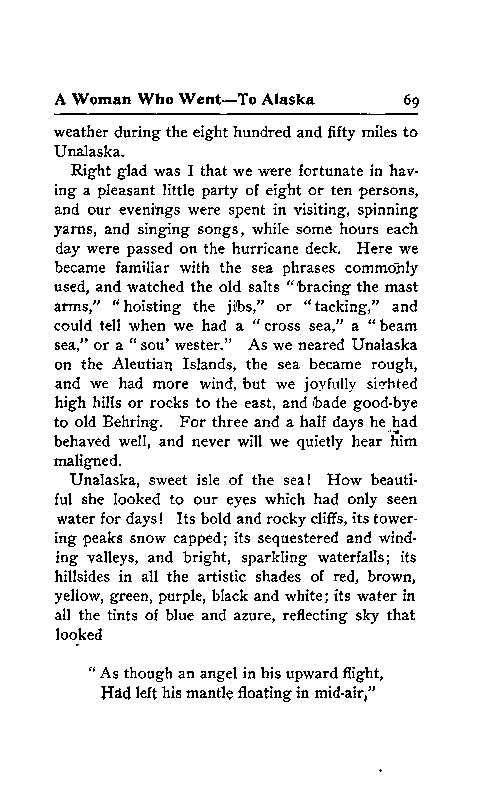 A Woman Who Went—To Alaska 69
weather during the eight hundred and fifty miles to
Unalaska.
Right glad was I that we were fortunate in hav-
ing a pleasant little party of eight or ten persons,
and our evenings were spent in visiting, spinning
yarns, and singing songs, while some hours each
day were passed on the hurricane deck. Here we
became familiar with the sea phrases commonly
used, and watched the old salts "bracing the mast
arms," "hoisting the jibs," or "tacking," and
could tell when we had a "cross sea," a "beam
sea," or a "sou' wester." As we neared Unalaska
on the Aleutian Islands, the sea became rough,
and we had more wind, but we joyfully sighted
high hills or rocks to the east, and bade good-bye
to old Behring. For three and a half days he had
behaved well, and never will we quietly hear him
maligned.
Unalaska, sweet isle of the sea! How beauti-
ful she looked to our eyes which had only seen
water for days! Its bold and rocky cliffs, its tower-
ing peaks snow capped; its sequestered and wind-
ing valleys, and bright, sparkling waterfalls; its
hillsides in all the artistic shades of red, brown,
yellow, green, purple, black and white; its water in
all the tints of blue and azure, reflecting sky that
looked
"As though an angel in his upward flight,
Had left his mantle floating in mid-air,"